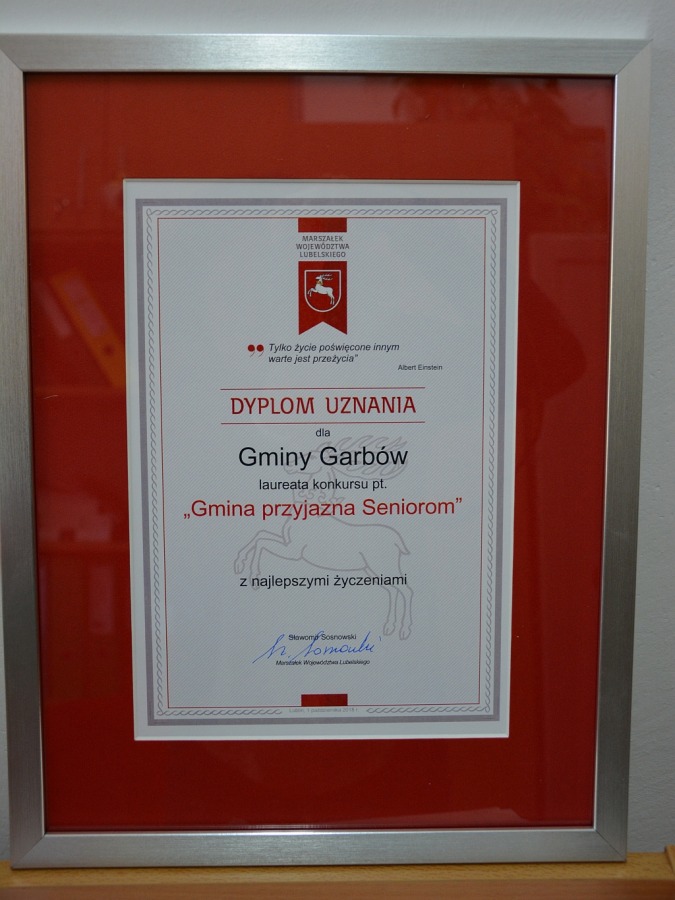 MARSZAŁEK
WOJEWÓDZTWA
LUBELSKIEGO
Tylko życie poświęcone innym
warte jest przeżycia”
Albert Einstein
DYPLOM UZNANIA
dla
Gminy Garbów
laureata konkursu pt.
„Gmina przyjazna Seniorom”
z najlepszymi życzeniami
Sławomir Sosnowski
Marszałek Województwa Lubelskiego